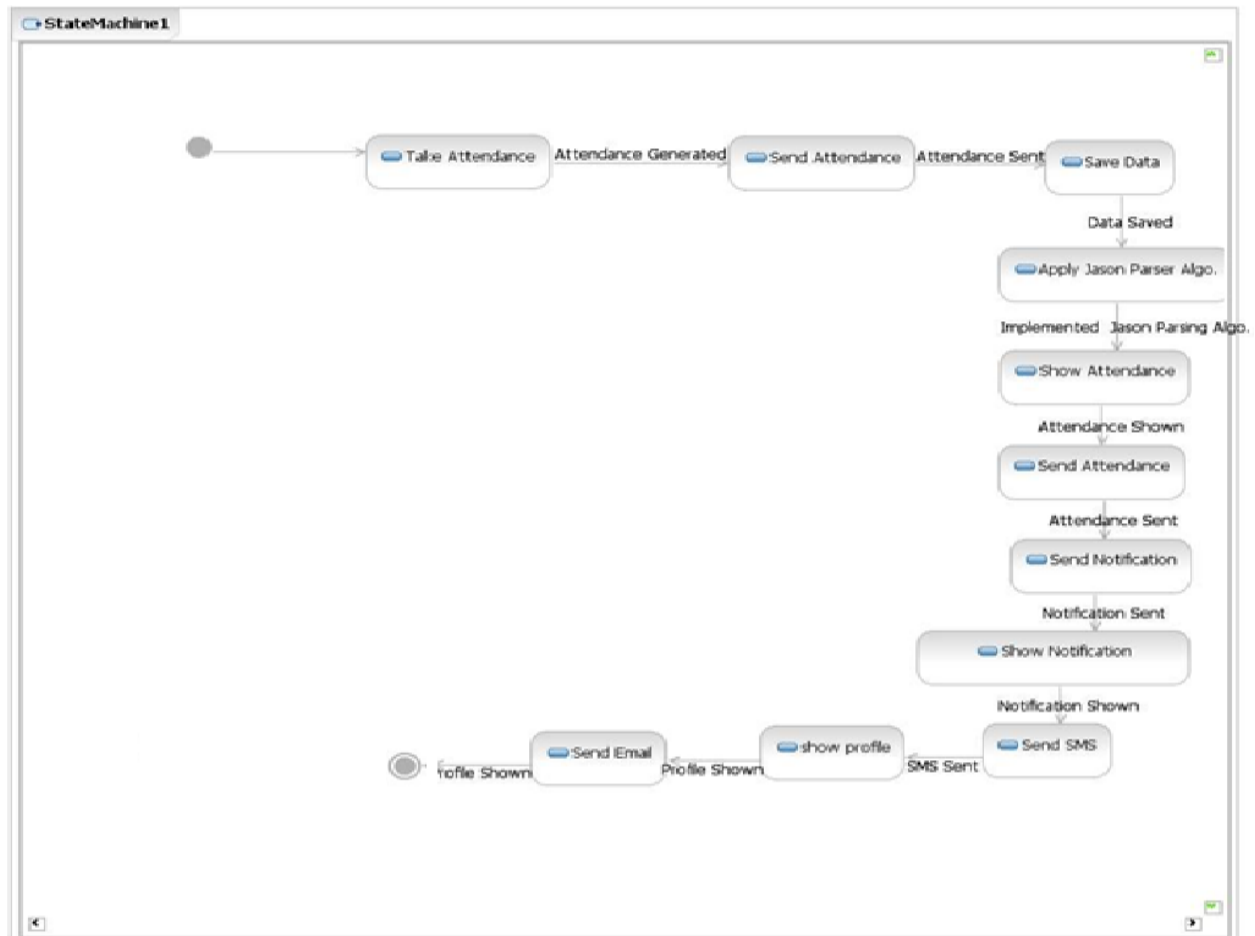 StateMachine1
Take Attendance
Attendance Generated
Send Attendance
Attendance Sent
Save Data
Data Saved
Apply Jason Parser Algo.
Implemented Jason Parsing Algo.
Show Attendance
Attendance Shown
Send Attendance
Attendance Sent
Send Notification
Notification Sent
Show Notification
Notification Shown
Send SMS
SMS Sent
show profile
Profile Shown
Send Email
rofile Shown